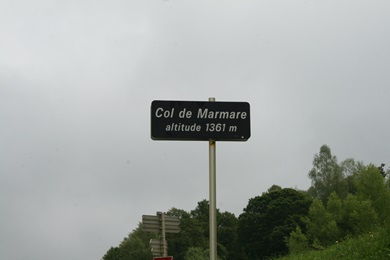 Col de Marmare
altitude 1361 m